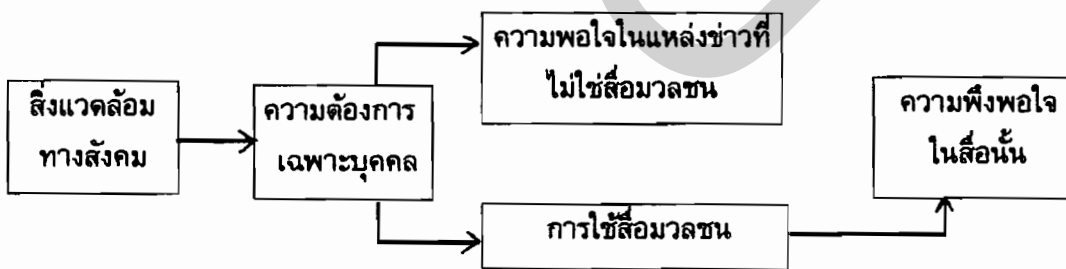 สิ่งแวดล้อม
ทางสังคม
ความต้องการ
เฉพาะบุคคล
ความพอใจในแหล่งข่าวที่
ไม่ใช่สื่อมวลชน
การใช้สื่อมวลชน
ความพึงพอใจ
ในสื่อนั้น